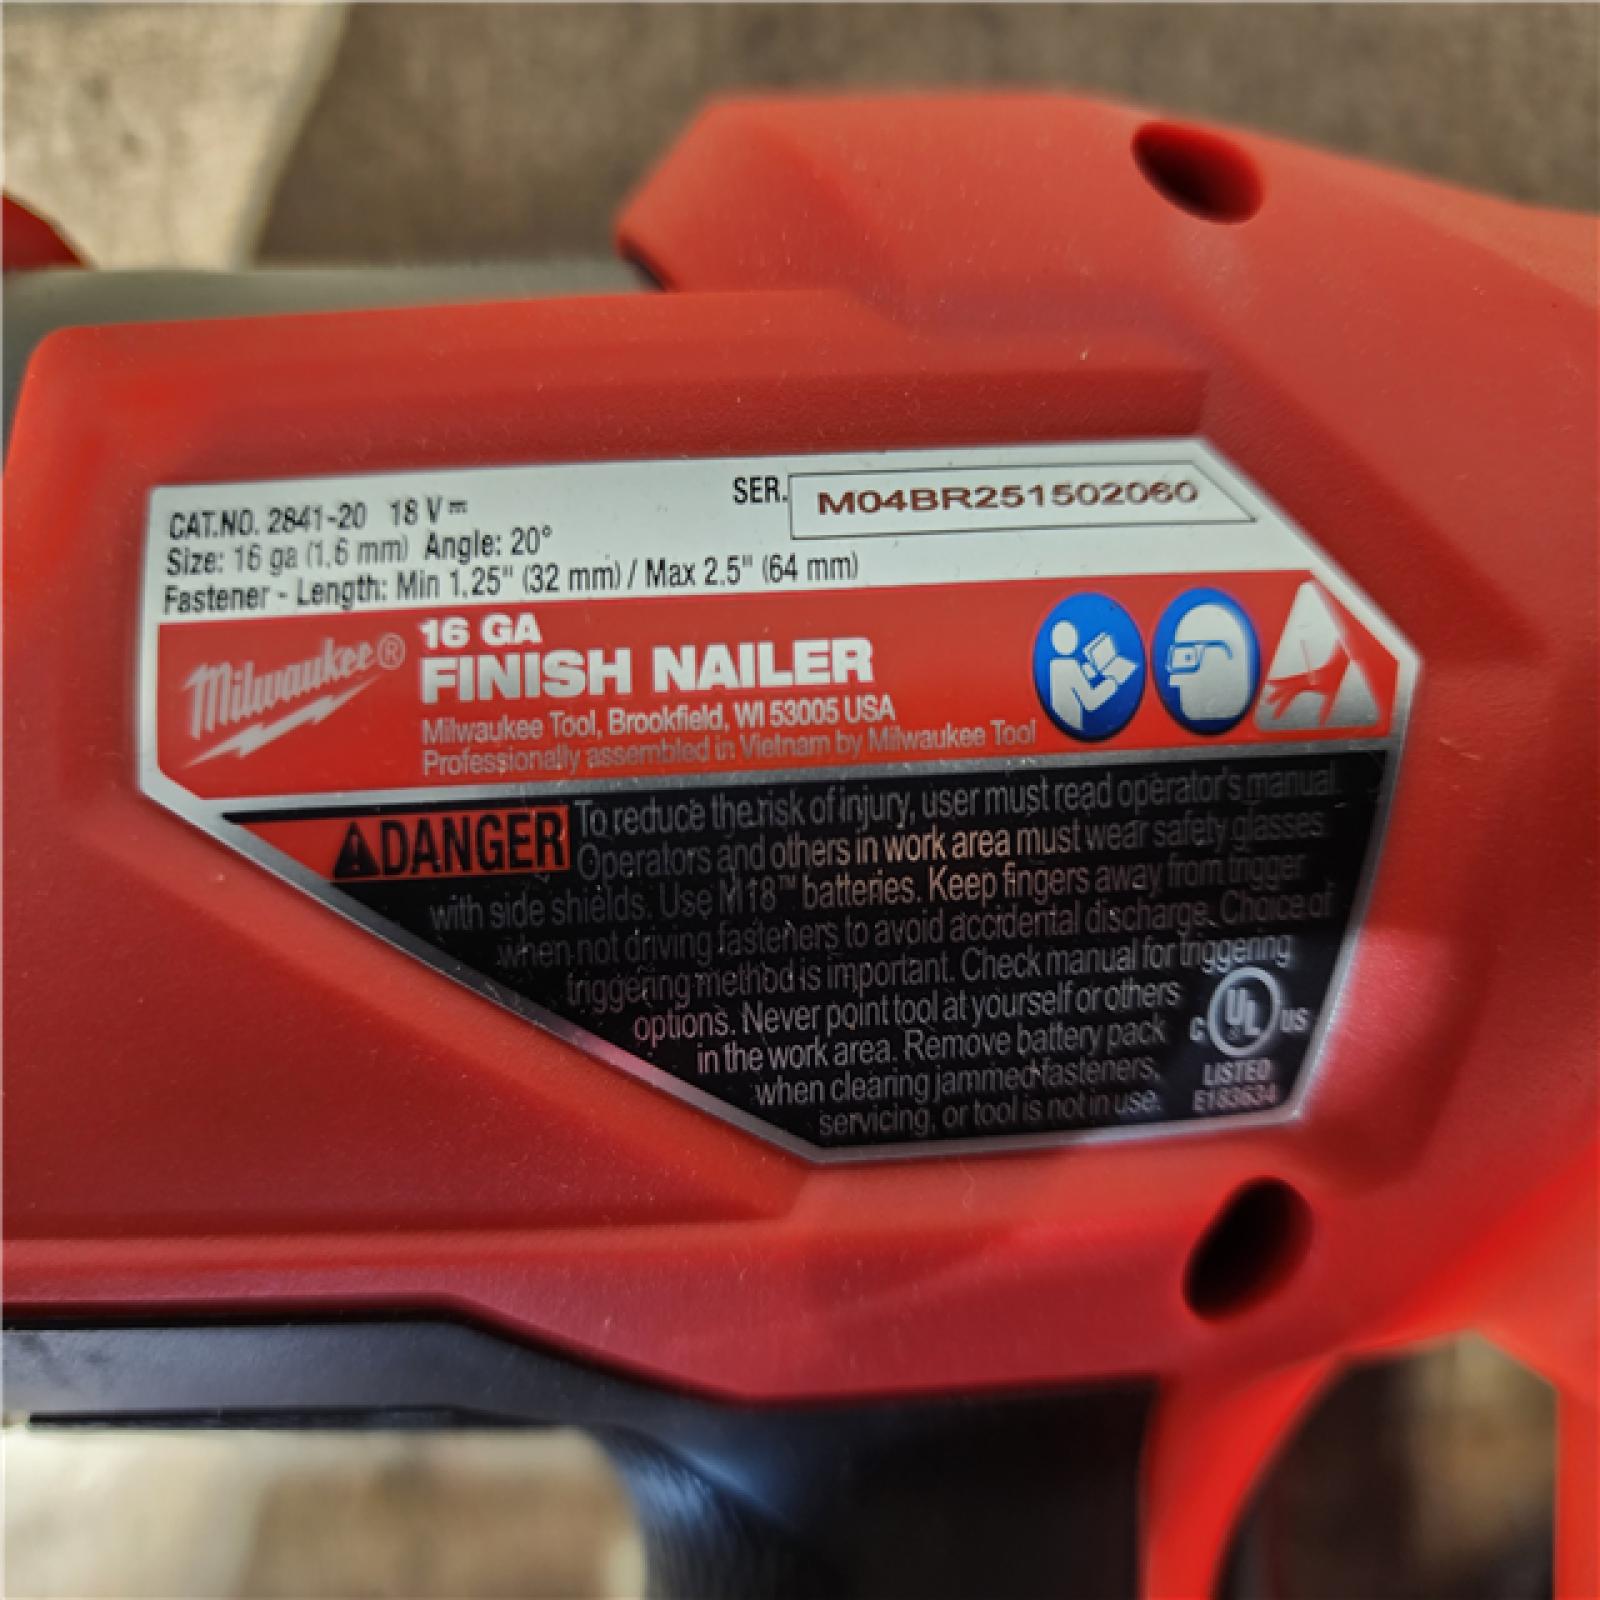 CAT.NO. 2841-20 18 V⎓
SER. M04BR251502060
Size: 16 ga (1.6 mm) Angle: 20°
Fastener - Length: Min 1.25" (32 mm) / Max 2.5" (64 mm)
Milwaukee®
16 GA
FINISH NAILER
Milwaukee Tool, Brookfield, WI 53005 USA
Professionally assembled in Vietnam by Milwaukee Tool
DANGER To reduce the risk of injury, user must read operator's manual.
Operators and others in work area must wear safety glasses
with side shields. Use M18™ batteries. Keep fingers away from trigger
when not driving fasteners to avoid accidental discharge. Choice of
triggering method is important. Check manual for triggering
options. Never point tool at yourself or others
in the work area. Remove battery pack
when clearing jammed fasteners,
servicing, or tool is not in use.
C UL US
LISTED
E183634